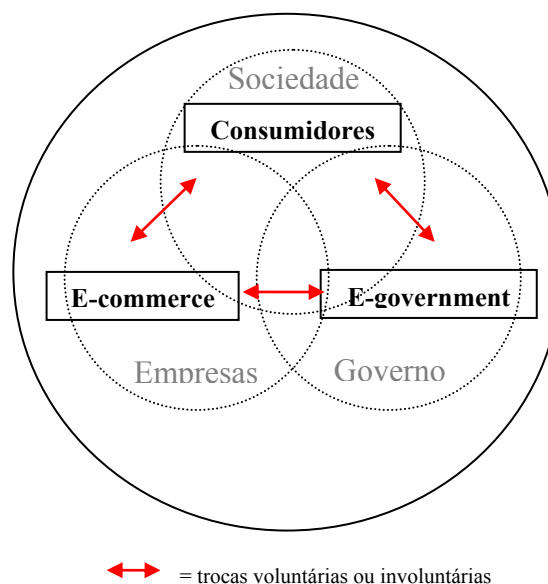 Sociedade
Consumidores
E-commerce
E-government
Empresas
Governo
= trocas voluntárias ou involuntárias